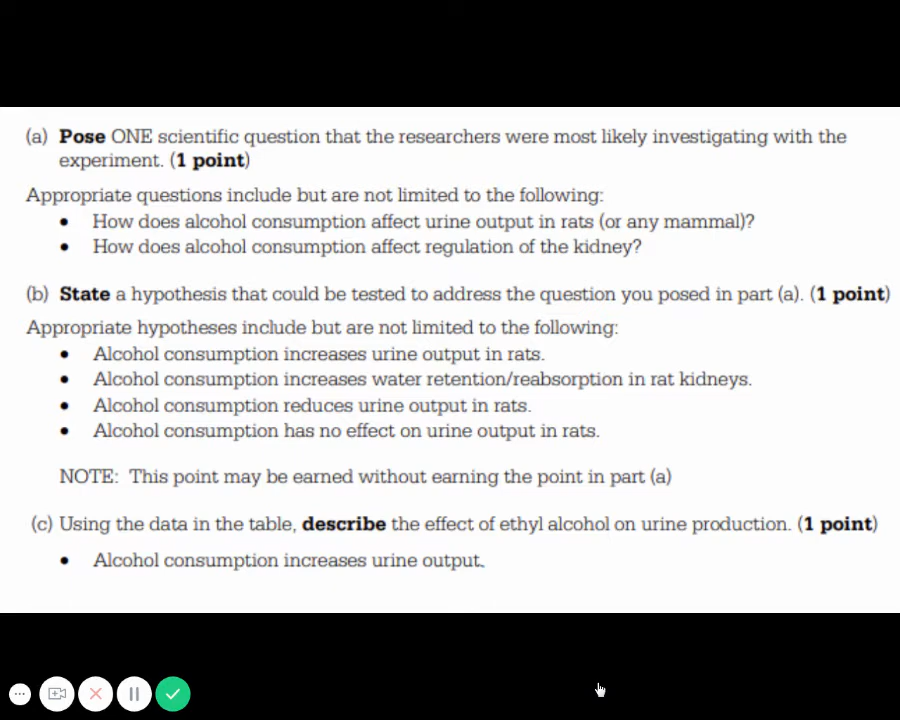 (a) Pose ONE scientific question that the researchers were most likely investigating with the
experiment. (1 point)
Appropriate questions include but are not limited to the following:
• How does alcohol consumption affect urine output in rats (or any mammal)?
• How does alcohol consumption affect regulation of the kidney?
(b) State a hypothesis that could be tested to address the question you posed in part (a). (1 point)
Appropriate hypotheses include but are not limited to the following:
• Alcohol consumption increases urine output in rats.
• Alcohol consumption increases water retention/reabsorption in rat kidneys.
• Alcohol consumption reduces urine output in rats.
• Alcohol consumption has no effect on urine output in rats.
NOTE: This point may be earned without earning the point in part (a)
(c) Using the data in the table, describe the effect of ethyl alcohol on urine production. (1 point)
• Alcohol consumption increases urine output.